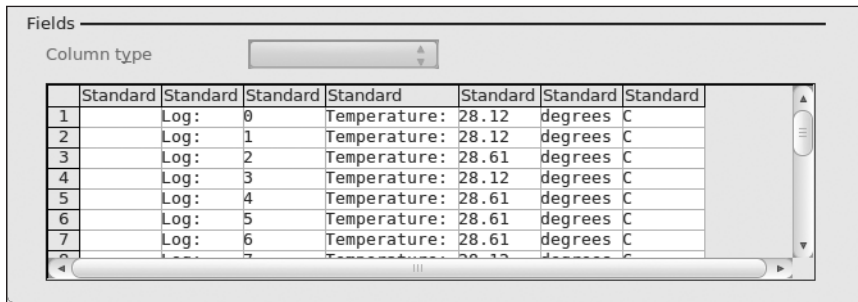 Fields
Column type
Standard Standard Standard Standard Standard Standard Standard
1 Log: 0 Temperature: 28.12 degrees C
2 Log: 1 Temperature: 28.12 degrees C
3 Log: 2 Temperature: 28.61 degrees C
4 Log: 3 Temperature: 28.12 degrees C
5 Log: 4 Temperature: 28.61 degrees C
6 Log: 5 Temperature: 28.61 degrees C
7 Log: 6 Temperature: 28.61 degrees C